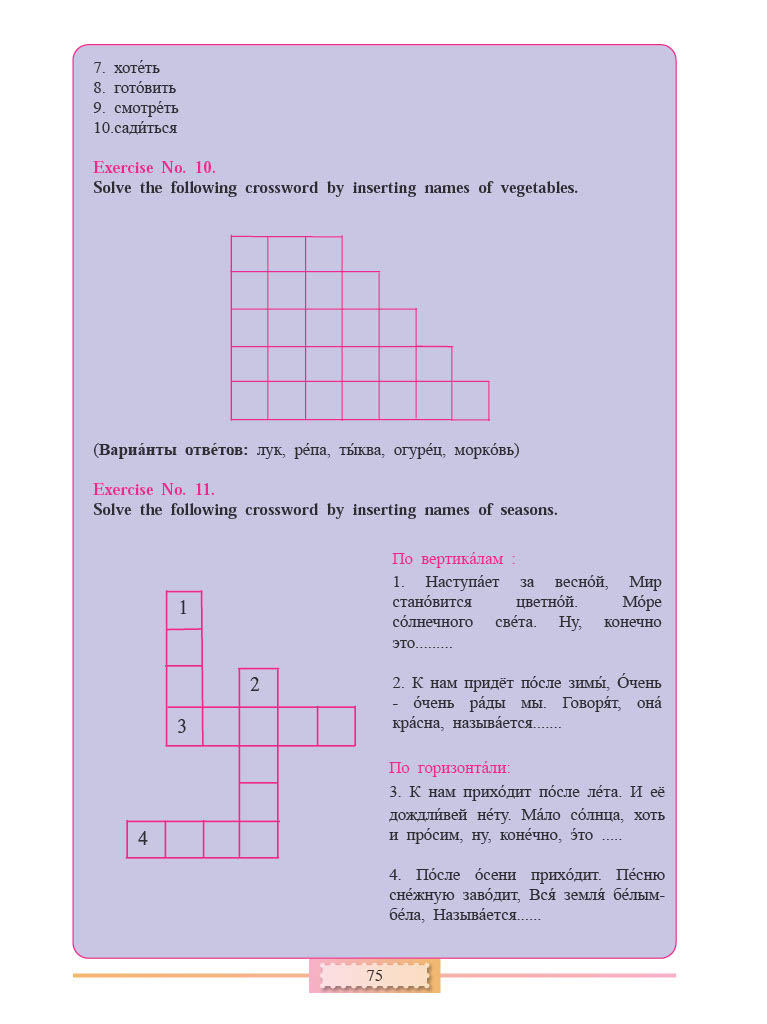 7. хоте́ть
8. гото́вить
9. смотре́ть
10.сади́ться
Exercise No. 10.
Solve the following crossword by inserting names of vegetables.
(Вариа́нты отве́тов: лук, ре́па, ты́ква, огуре́ц, морко́вь)
Exercise No. 11.
Solve the following crossword by inserting names of seasons.
По вертика́лам :
1. Наступа́ет за весно́й, Мир
стано́вится цветно́й. Мо́ре
со́лнечного све́та. Ну, конечно
это.........
2. К нам придёт по́сле зимы́, О́чень
- о́чень ра́ды мы. Говоря́т, она́
кра́сна, называ́ется.......
По горизонта́ли:
3. К нам прихо́дит по́сле ле́та. И её
дождли́вей не́ту. Ма́ло со́лнца, хоть
и про́сим, ну, коне́чно, э́то .....
4. По́сле о́сени прихо́дит. Пе́сню
сне́жную заво́дит, Вся́ земля́ бе́лым-
бе́ла, Называ́ется......
1
2
3
4
75